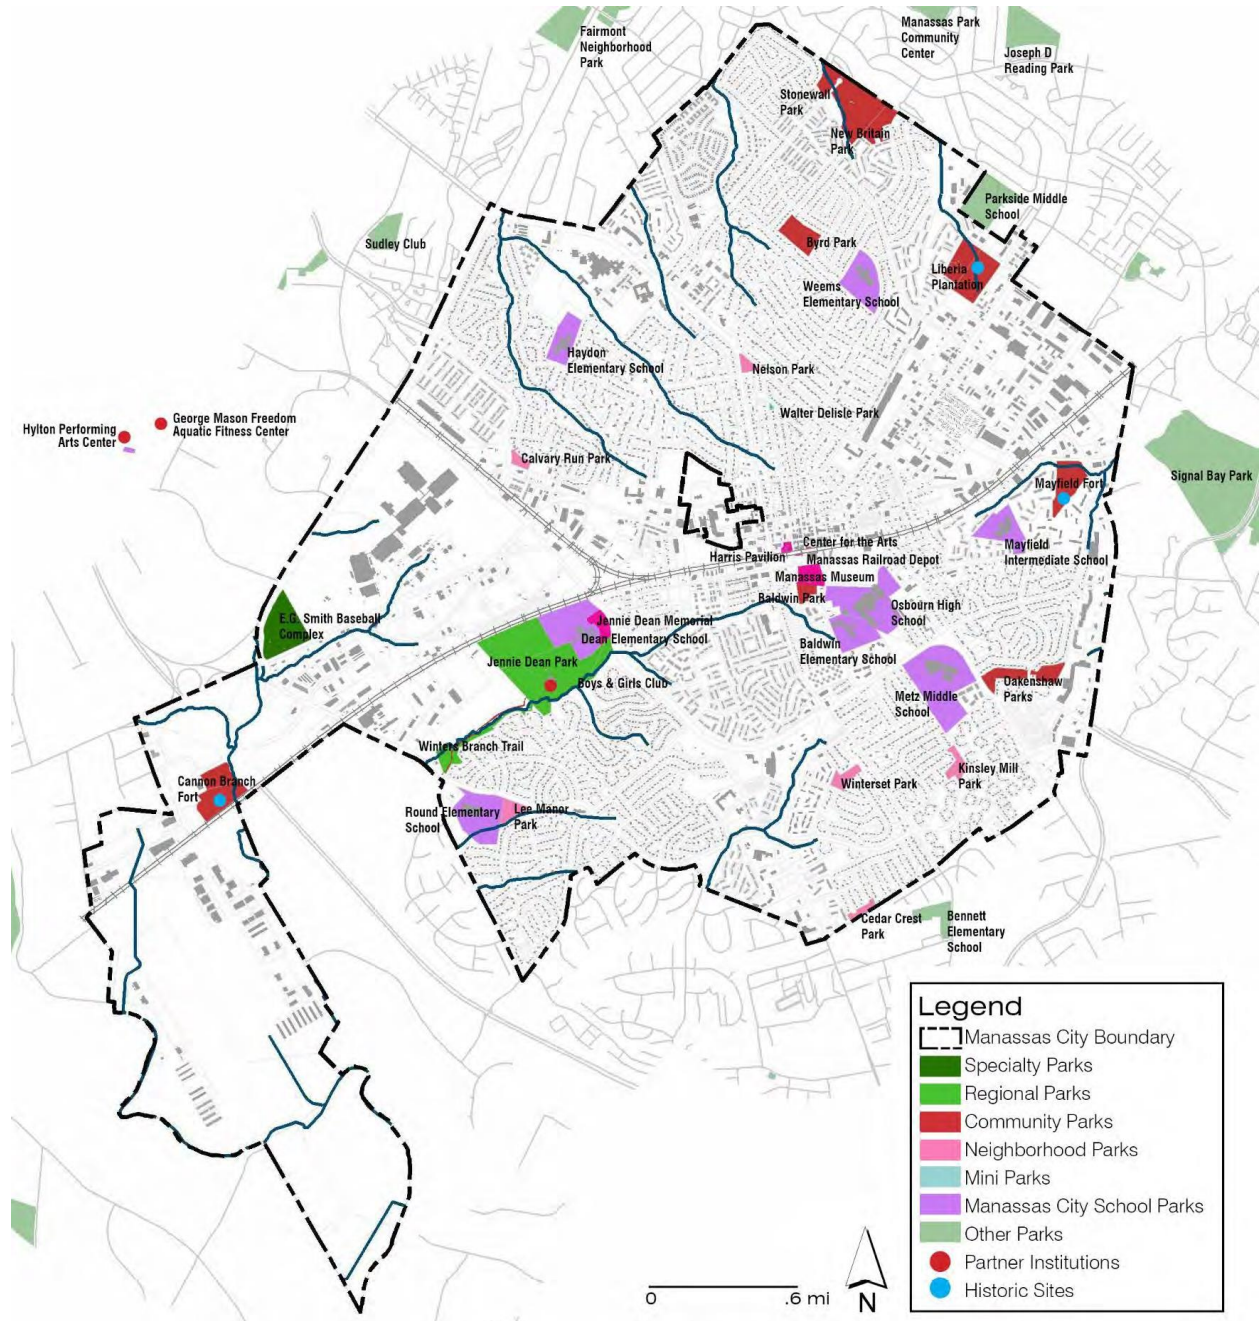 Fairmont
Neighborhood
Park
Manassas Park
Community
Center
Joseph D
Reading Park
Stonewall
Park
New Britain
Park
Parkside Middle
School
Sudley Club
Byrd Park
Liberia
Plantation
Weems
Elementary School
Haydon
Elementary School
Nelson Park
Walter Delisle Park
Hylton Performing
Arts Center
George Mason Freedom
Aquatic Fitness Center
Calvary Run Park
Mayfield Fort
Signal Bay Park
Center for the Arts
Harris Pavilion
Manassas Railroad Depot
Mayfield
Intermediate School
Manassas Museum
Baldwin Park
Osbourn High
School
E.G. Smith Baseball
Complex
Jennie Dean Memorial
Dean Elementary School
Baldwin
Elementary School
Jennie Dean Park
Boys & Girls Club
Metz Middle
School
Oakenshaw
Parks
Winters Branch Trail
Cannon Branch
Fort
Winterset Park
Kinsley Mill
Park
Round Elementary
School
Lee Manor
Park
Cedar Crest
Park
Bennett
Elementary
School
Legend
Manassas City Boundary
Specialty Parks
Regional Parks
Community Parks
Neighborhood Parks
Mini Parks
Manassas City School Parks
Other Parks
Partner Institutions
Historic Sites
0 .6 mi
N